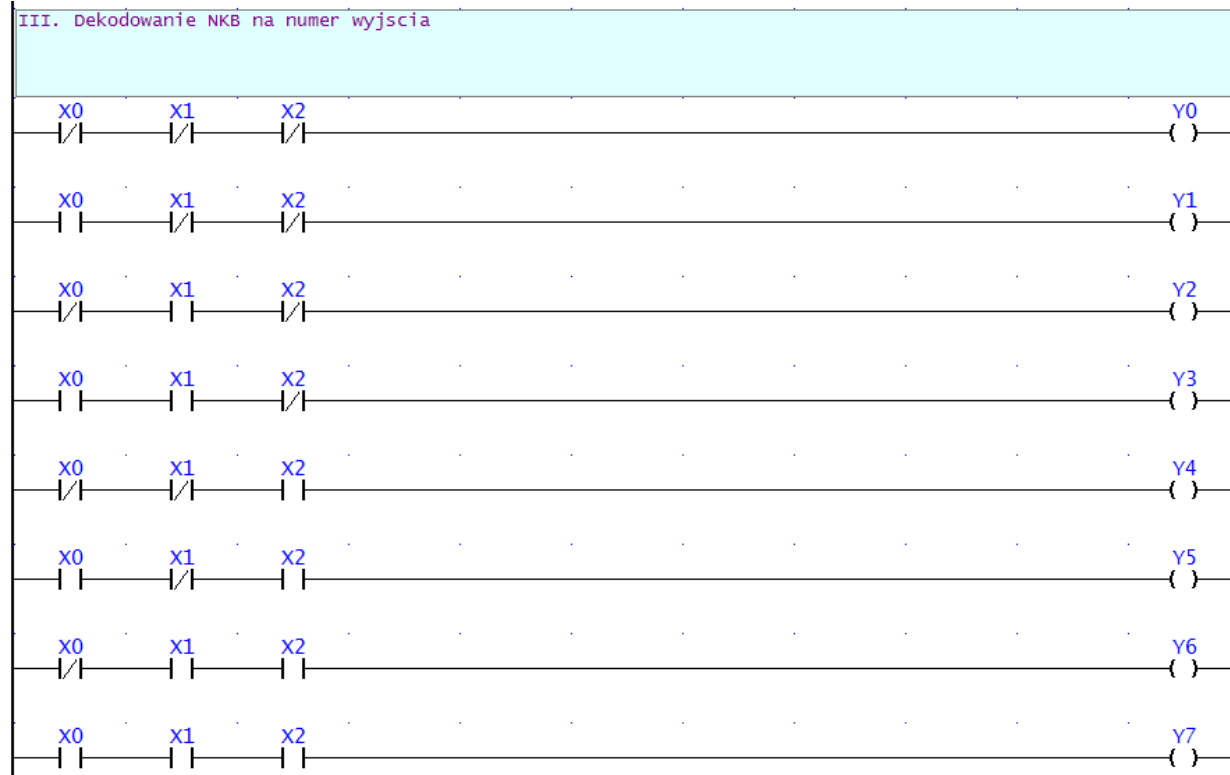 III. Dekodowanie NKB na numer wyjscia
X0 X1 X2 Y0
X0 X1 X2 Y1
X0 X1 X2 Y2
X0 X1 X2 Y3
X0 X1 X2 Y4
X0 X1 X2 Y5
X0 X1 X2 Y6
X0 X1 X2 Y7